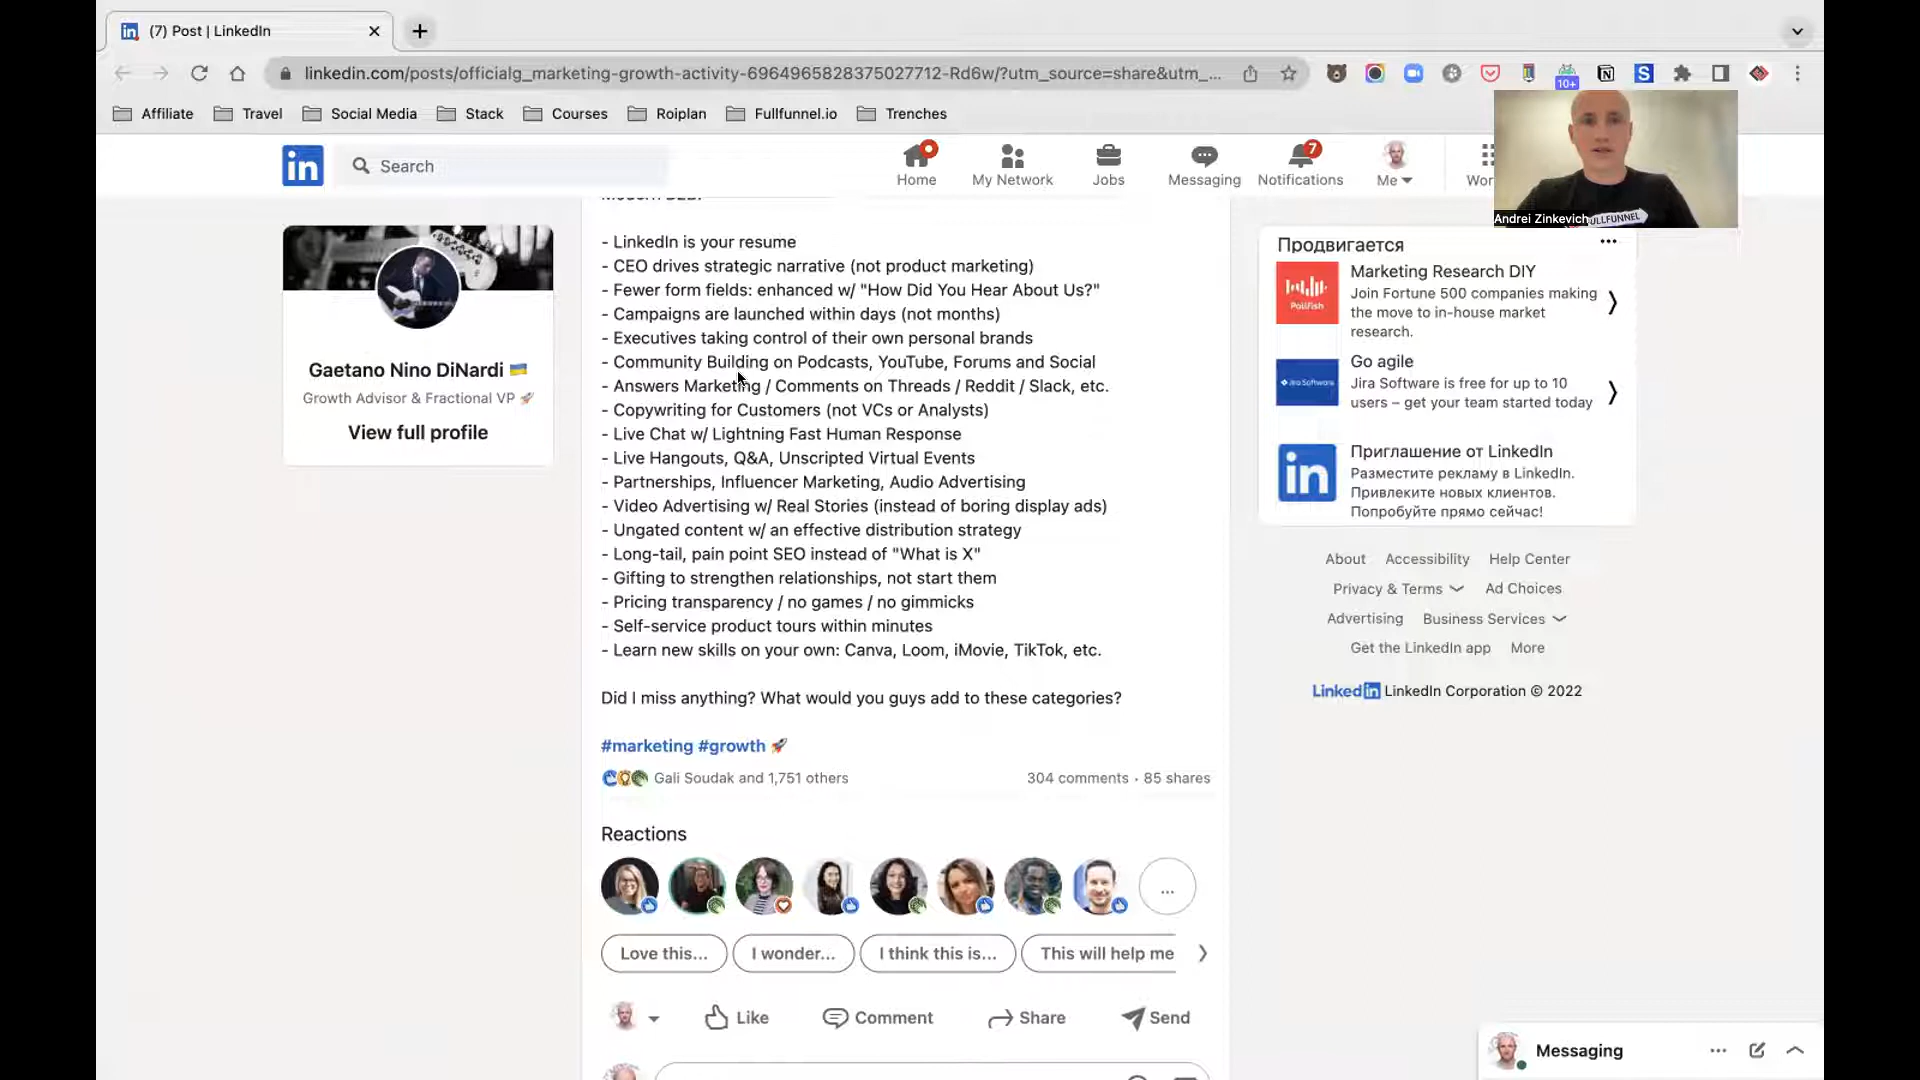 (7) Post | LinkedIn
linkedin.com/posts/officialg_marketing-growth-activity-6964965828375027712-Rd6w/?utm_source=share&utm_...
10+
Affiliate
Travel
Social Media
Stack
Courses
Roiplan
Fullfunnel.io
Trenches
in
Search
Home
My Network
Jobs
Messaging
7
Notifications
Me
Andrei Zinkevich
Gaetano Nino DiNardi
Growth Advisor & Fractional VP
View full profile
- LinkedIn is your resume
- CEO drives strategic narrative (not product marketing)
- Fewer form fields: enhanced w/ "How Did You Hear About Us?"
- Campaigns are launched within days (not months)
- Executives taking control of their own personal brands
- Community Building on Podcasts, YouTube, Forums and Social
- Answers Marketing / Comments on Threads / Reddit / Slack, etc.
- Copywriting for Customers (not VCs or Analysts)
- Live Chat w/ Lightning Fast Human Response
- Live Hangouts, Q&A, Unscripted Virtual Events
- Partnerships, Influencer Marketing, Audio Advertising
- Video Advertising w/ Real Stories (instead of boring display ads)
- Ungated content w/ an effective distribution strategy
- Long-tail, pain point SEO instead of "What is X"
- Gifting to strengthen relationships, not start them
- Pricing transparency / no games / no gimmicks
- Self-service product tours within minutes
- Learn new skills on your own: Canva, Loom, iMovie, TikTok, etc.
Did I miss anything? What would you guys add to these categories?
#marketing #growth
Gali Soudak and 1,751 others
304 comments • 85 shares
Reactions
...
Love this...
I wonder...
I think this is...
This will help me
Like
Comment
Share
Send
Продвигается
Pollfish
Marketing Research DIY
Join Fortune 500 companies making
the move to in-house market
research.
Jira Software
Go agile
Jira Software is free for up to 10
users – get your team started today
in
Приглашение от LinkedIn
Разместите рекламу в LinkedIn.
Привлеките новых клиентов.
Попробуйте прямо сейчас!
About
Accessibility
Help Center
Privacy & Terms
Ad Choices
Advertising
Business Services
Get the LinkedIn app
More
LinkedIn LinkedIn Corporation © 2022
Messaging